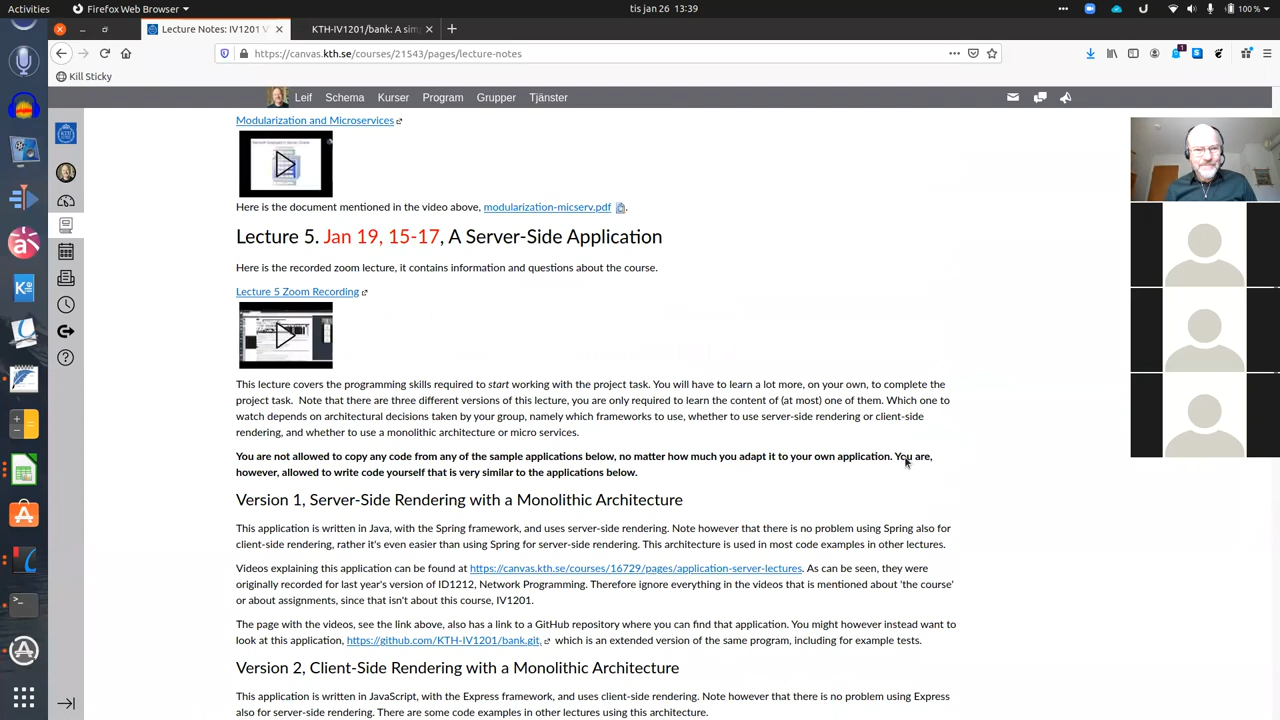 Activities
Firefox Web Browser
tis jan 26 13:39
100 %
Lecture Notes: IV1201 V
KTH-IV1201/bank: A sim
https://canvas.kth.se/courses/21543/pages/lecture-notes
Kill Sticky
Leif Schema Kurser Program Grupper Tjänster
Modularization and Microservices
Here is the document mentioned in the video above, modularization-micserv.pdf.
Lecture 5. Jan 19, 15-17, A Server-Side Application
Here is the recorded zoom lecture, it contains information and questions about the course.
Lecture 5 Zoom Recording
This lecture covers the programming skills required to start working with the project task. You will have to learn a lot more, on your own, to complete the
project task. Note that there are three different versions of this lecture, you are only required to learn the content of (at most) one of them. Which one to
watch depends on architectural decisions taken by your group, namely which frameworks to use, whether to use server-side rendering or client-side
rendering, and whether to use a monolithic architecture or micro services.
You are not allowed to copy any code from any of the sample applications below, no matter how much you adapt it to your own application. You are,
however, allowed to write code yourself that is very similar to the applications below.
Version 1, Server-Side Rendering with a Monolithic Architecture
This application is written in Java, with the Spring framework, and uses server-side rendering. Note however that there is no problem using Spring also for
client-side rendering, rather it's even easier than using Spring for server-side rendering. This architecture is used in most code examples in other lectures.
Videos explaining this application can be found at https://canvas.kth.se/courses/16729/pages/application-server-lectures. As can be seen, they were
originally recorded for last year's version of ID1212, Network Programming. Therefore ignore everything in the videos that is mentioned about 'the course'
or about assignments, since that isn't about this course, IV1201.
The page with the videos, see the link above, also has a link to a GitHub repository where you can find that application. You might however instead want to
look at this application, https://github.com/KTH-IV1201/bank.git, which is an extended version of the same program, including for example tests.
Version 2, Client-Side Rendering with a Monolithic Architecture
This application is written in JavaScript, with the Express framework, and uses client-side rendering. Note however that there is no problem using Express
also for server-side rendering. There are some code examples in other lectures using this architecture.